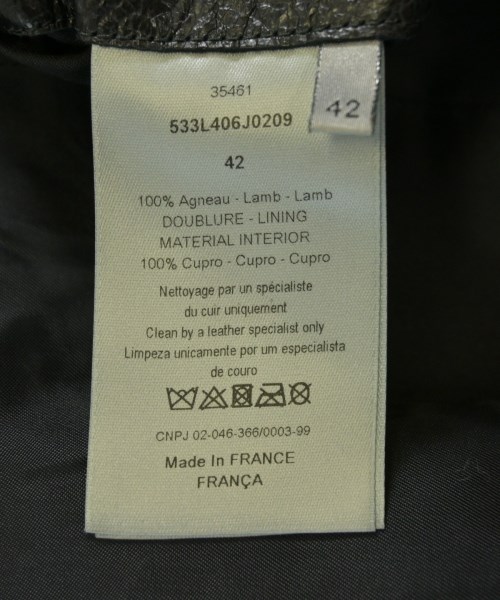 35461
533L406J0209
42
42
100% Agneau - Lamb - Lamb
DOUBLURE - LINING
MATERIAL INTERIOR
100% Cupro - Cupro - Cupro
Nettoyage par un spécialiste
du cuir uniquement
Clean by a leather specialist only
Limpeza unicamente por um especialista
de couro
CNPJ 02-046-366/0003-99
Made In FRANCE
FRANÇA